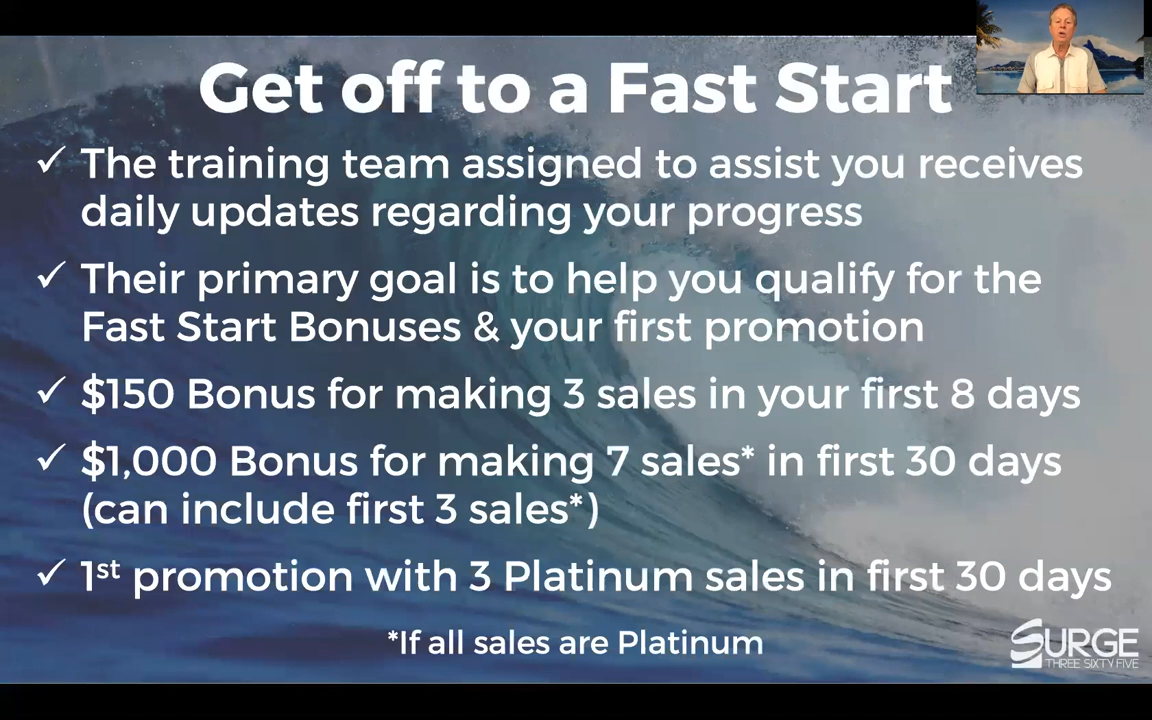 Get off to a Fast Start
✓ The training team assigned to assist you receives
daily updates regarding your progress
✓ Their primary goal is to help you qualify for the
Fast Start Bonuses & your first promotion
✓ $150 Bonus for making 3 sales in your first 8 days
✓ $1,000 Bonus for making 7 sales* in first 30 days
(can include first 3 sales*)
✓ 1st promotion with 3 Platinum sales in first 30 days
*If all sales are Platinum
SURGE
THREE SIXTY FIVE